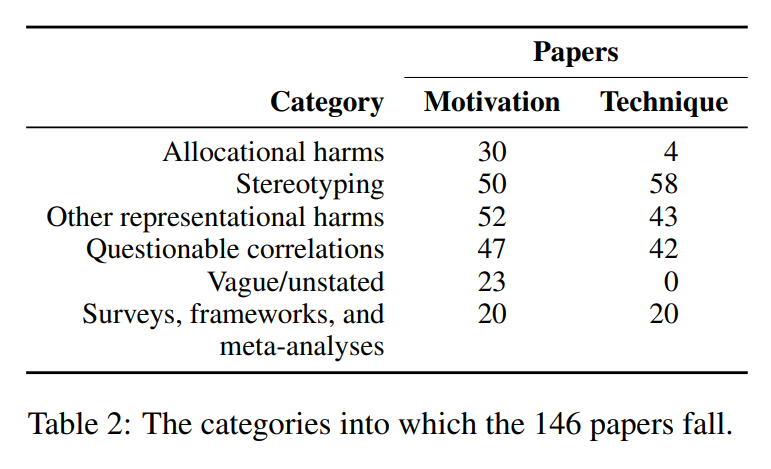 Papers
Category Motivation Technique
Allocational harms 30 4
Stereotyping 50 58
Other representational harms 52 43
Questionable correlations 47 42
Vague/unstated 23 0
Surveys, frameworks, and 20 20
meta-analyses
Table 2: The categories into which the 146 papers fall.